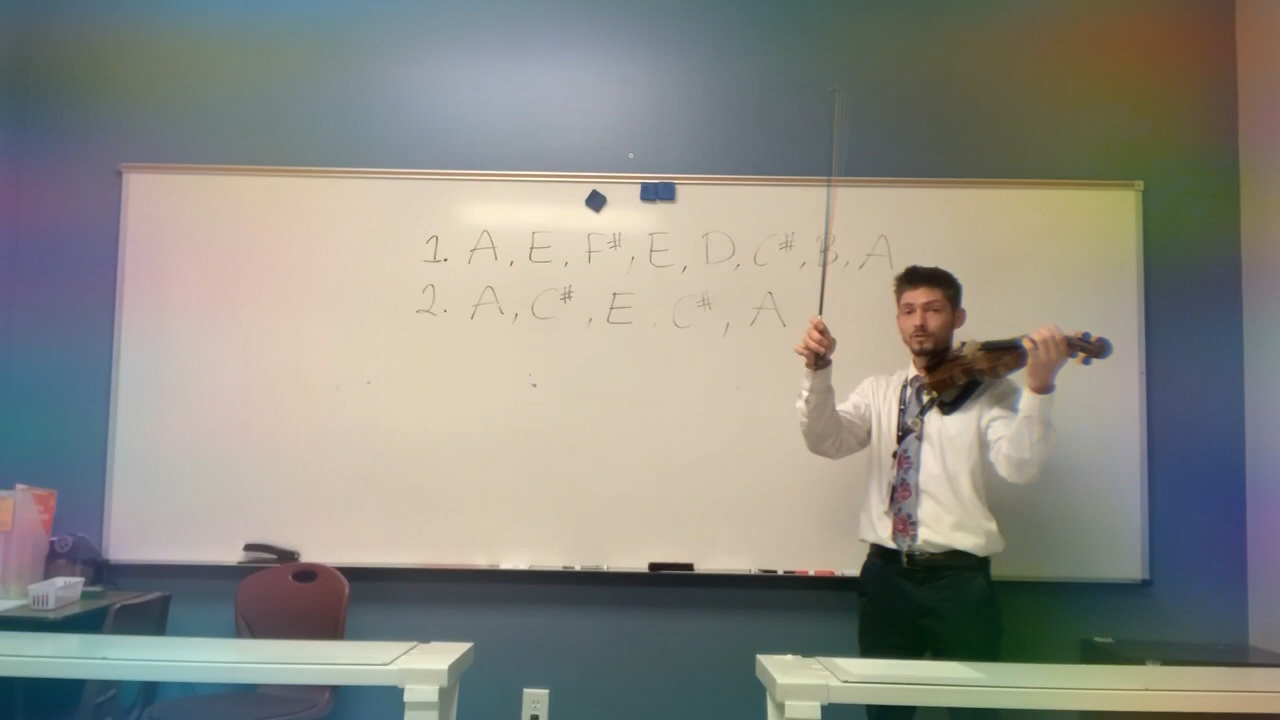 1. A, E, F#, E, D, C#, B, A
2. A, C#, E, C#, A